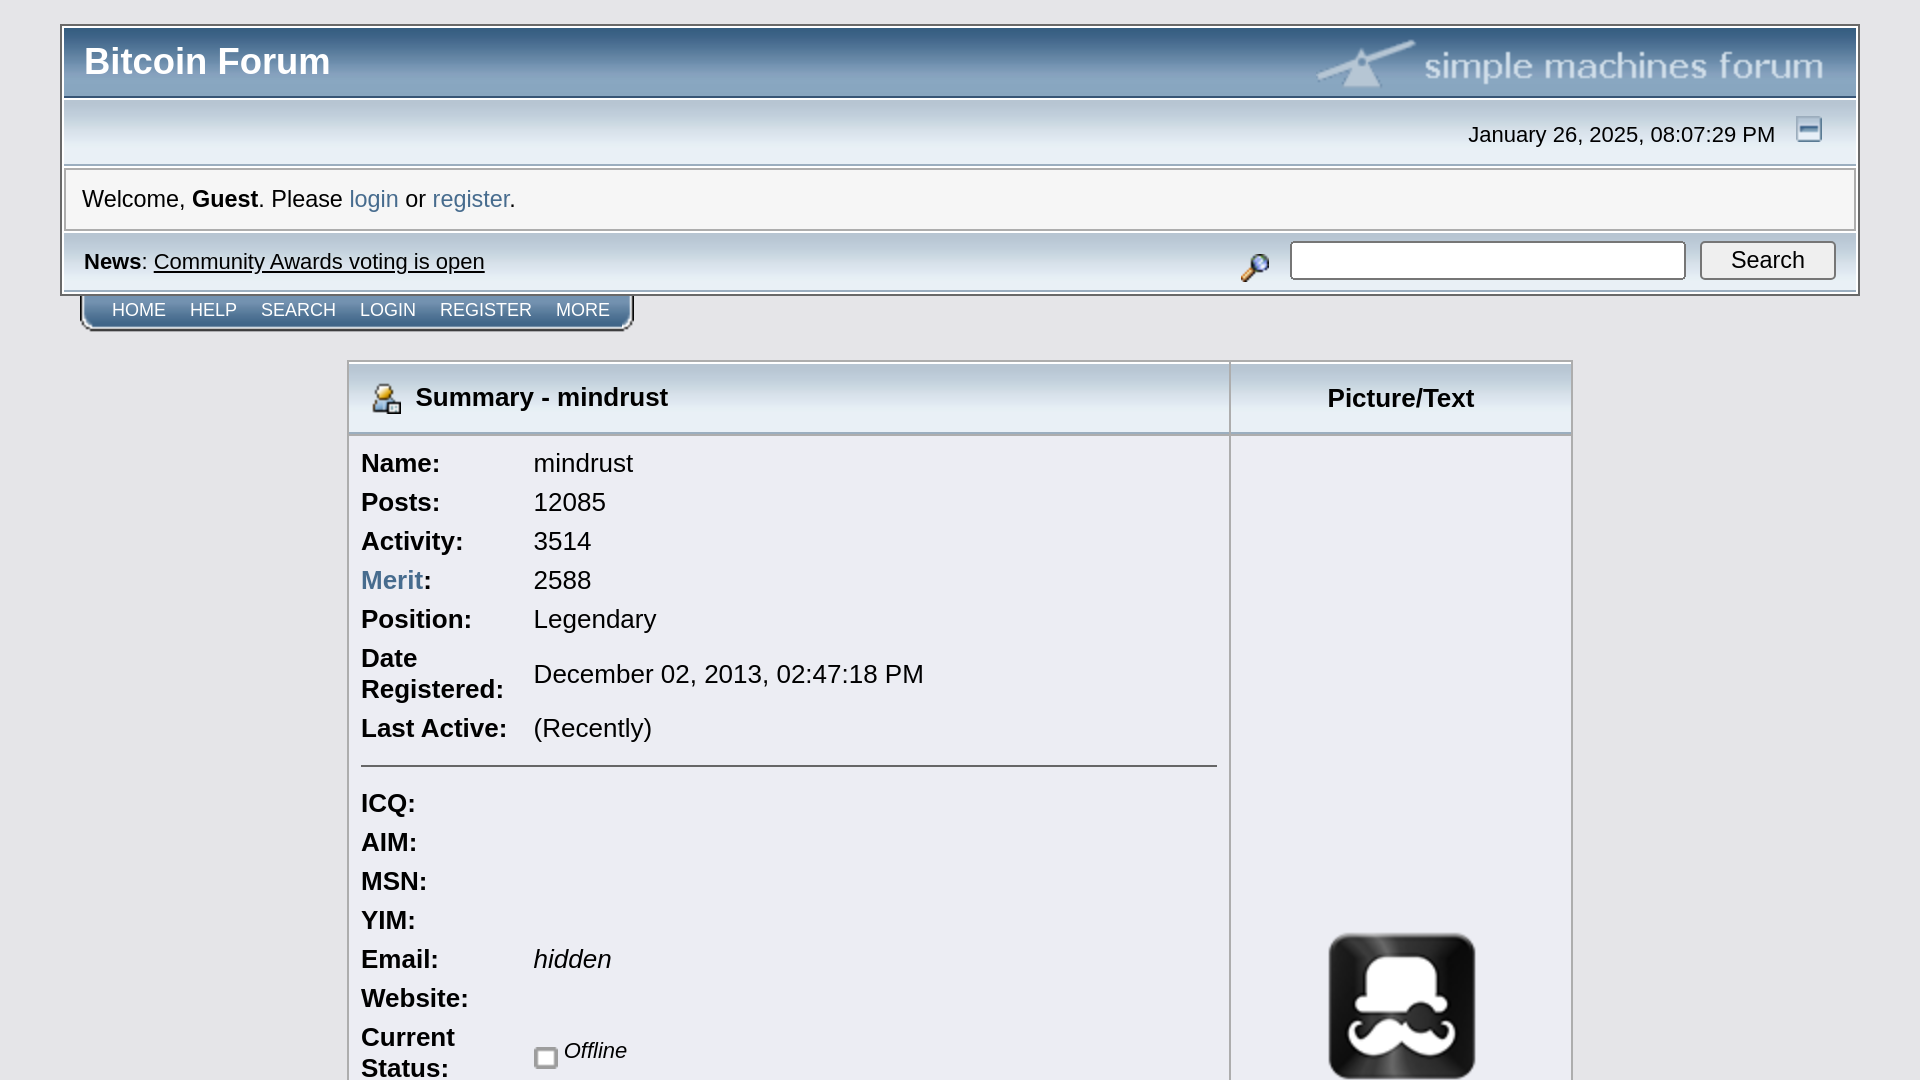 Bitcoin Forum
simple machines forum
January 26, 2025, 08:07:29 PM
Welcome, Guest. Please login or register.
News: Community Awards voting is open
Search
HOME HELP SEARCH LOGIN REGISTER MORE
Summary - mindrust
Picture/Text
Name: mindrust
Posts: 12085
Activity: 3514
Merit: 2588
Position: Legendary
Date
Registered: December 02, 2013, 02:47:18 PM
Last Active: (Recently)
ICQ:
AIM:
MSN:
YIM:
Email: hidden
Website:
Current
Status: Offline